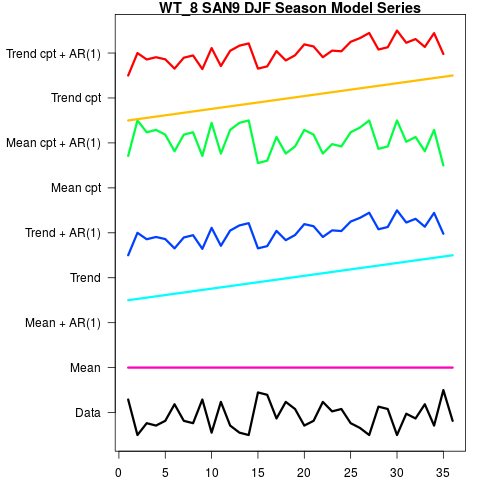 WT_8 SAN9 DJF Season Model Series
Trend cpt + AR(1)
Trend cpt
Mean cpt + AR(1)
Mean cpt
Trend + AR(1)
Trend
Mean + AR(1)
Mean
Data
0 5 10 15 20 25 30 35